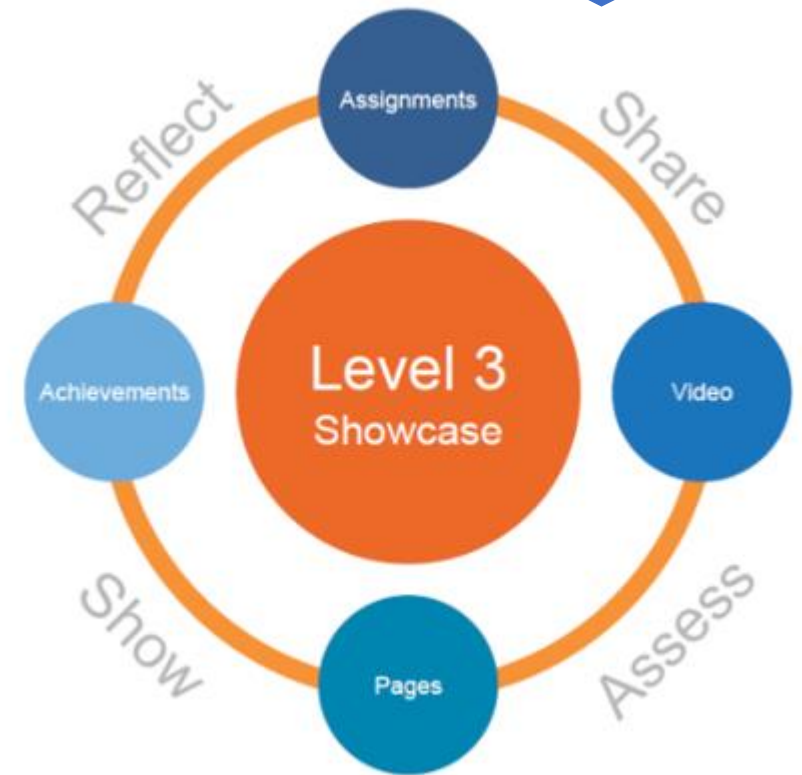 Assignments
Reflect
Share
Level 3
Showcase
Achievements
Video
Show
Assess
Pages